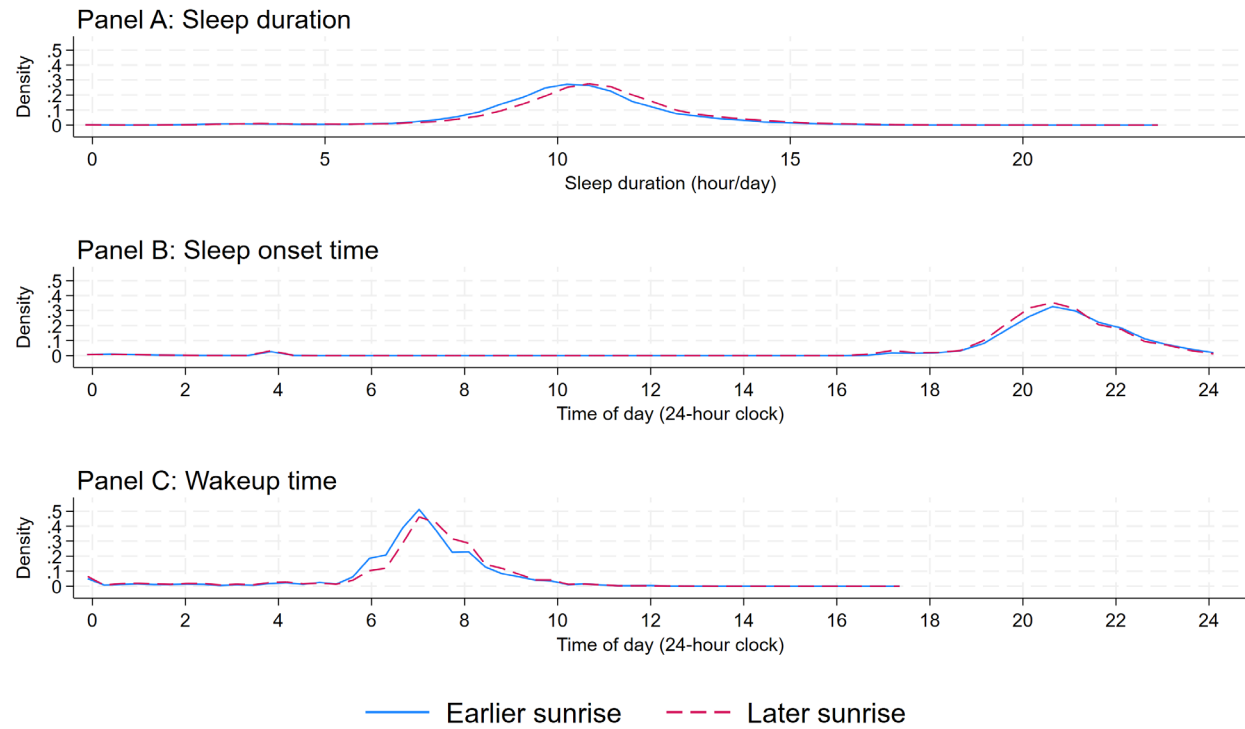 Panel A: Sleep duration
Density
.5
.4
.3
.2
.1
0
0 5 10 15 20
Sleep duration (hour/day)
Panel B: Sleep onset time
Density
.5
.4
.3
.2
.1
0
0 2 4 6 8 10 12 14 16 18 20 22 24
Time of day (24-hour clock)
Panel C: Wakeup time
Density
.5
.4
.3
.2
.1
0
0 2 4 6 8 10 12 14 16 18 20 22 24
Time of day (24-hour clock)
Earlier sunrise Later sunrise